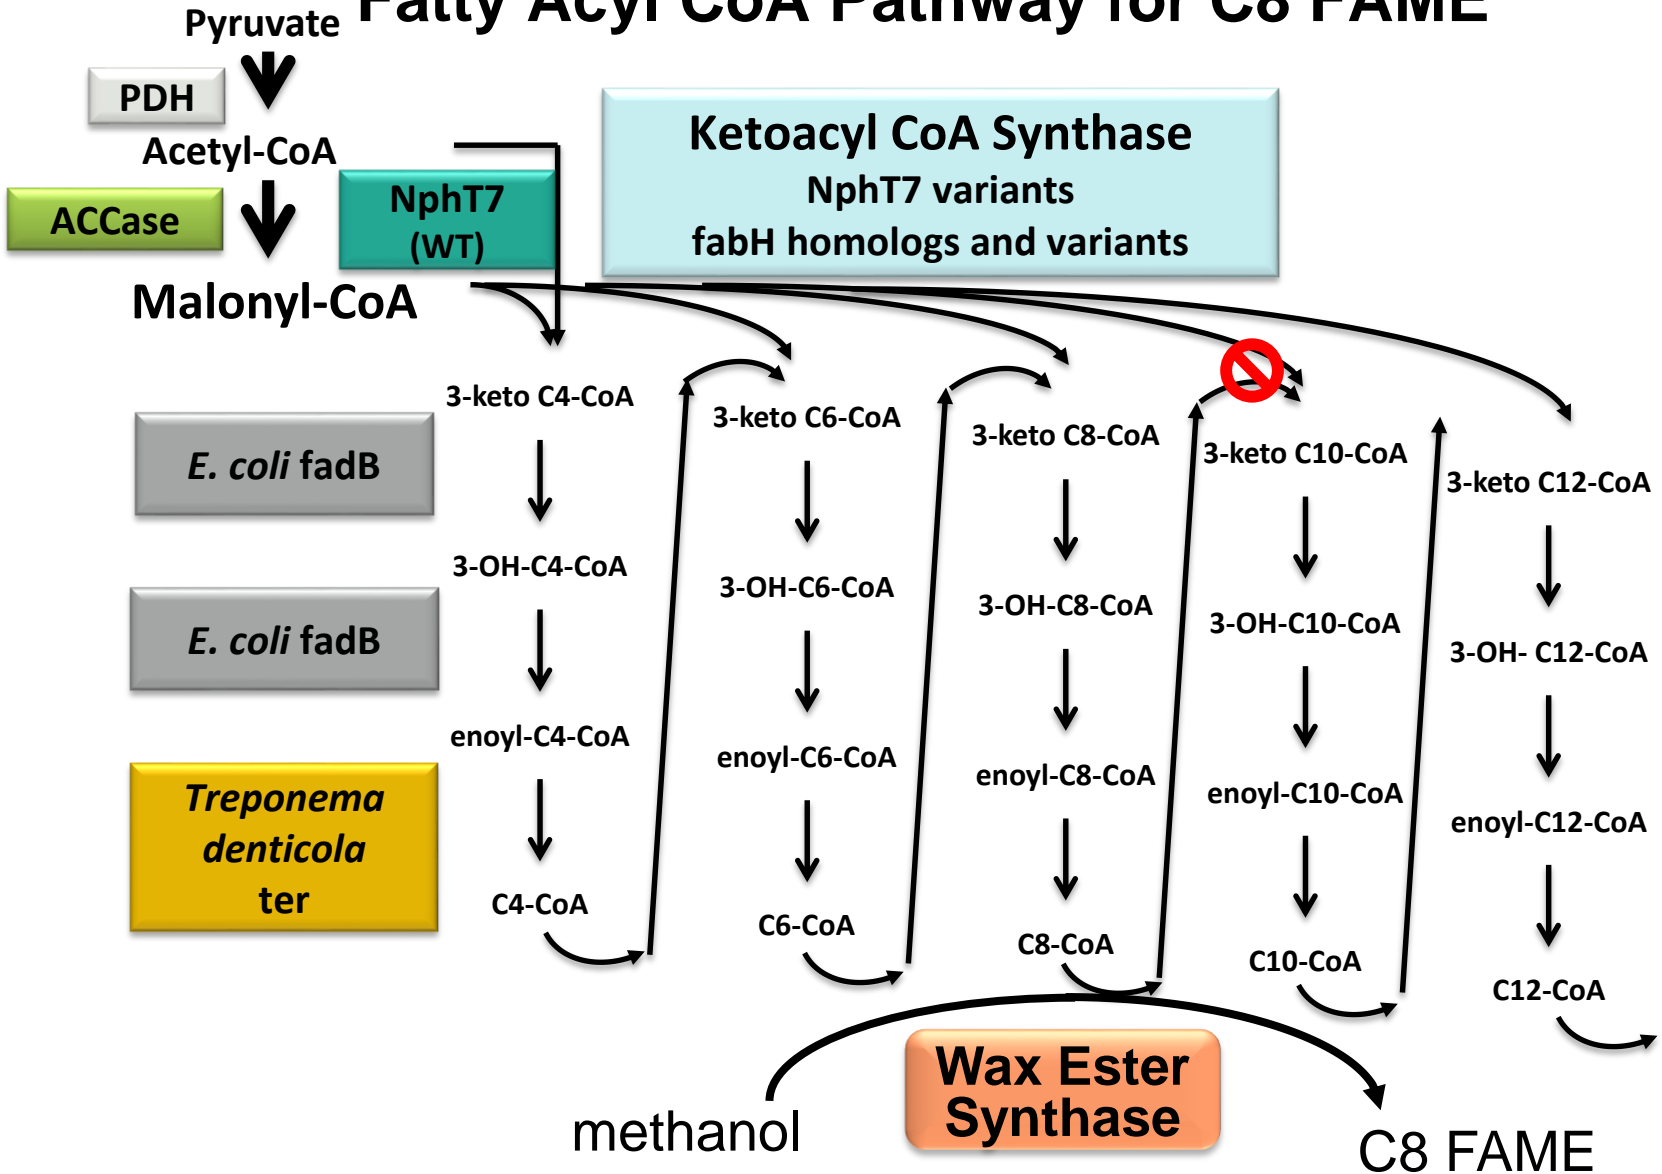 Fatty Acyl CoA Pathway for C8 FAME
Pyruvate
PDH
Acetyl-CoA
ACCase
Malonyl-CoA
NphT7
(WT)
Ketoacyl CoA Synthase
NphT7 variants
fabH homologs and variants
E. coli fadB
E. coli fadB
Treponema
denticola
ter
3-keto C4-CoA
3-OH-C4-CoA
enoyl-C4-CoA
C4-CoA
3-keto C6-CoA
3-OH-C6-CoA
enoyl-C6-CoA
C6-CoA
3-keto C8-CoA
3-OH-C8-CoA
enoyl-C8-CoA
C8-CoA
3-keto C10-CoA
3-OH-C10-CoA
enoyl-C10-CoA
C10-CoA
3-keto C12-CoA
3-OH- C12-CoA
enoyl-C12-CoA
C12-CoA
methanol
Wax Ester
Synthase
C8 FAME